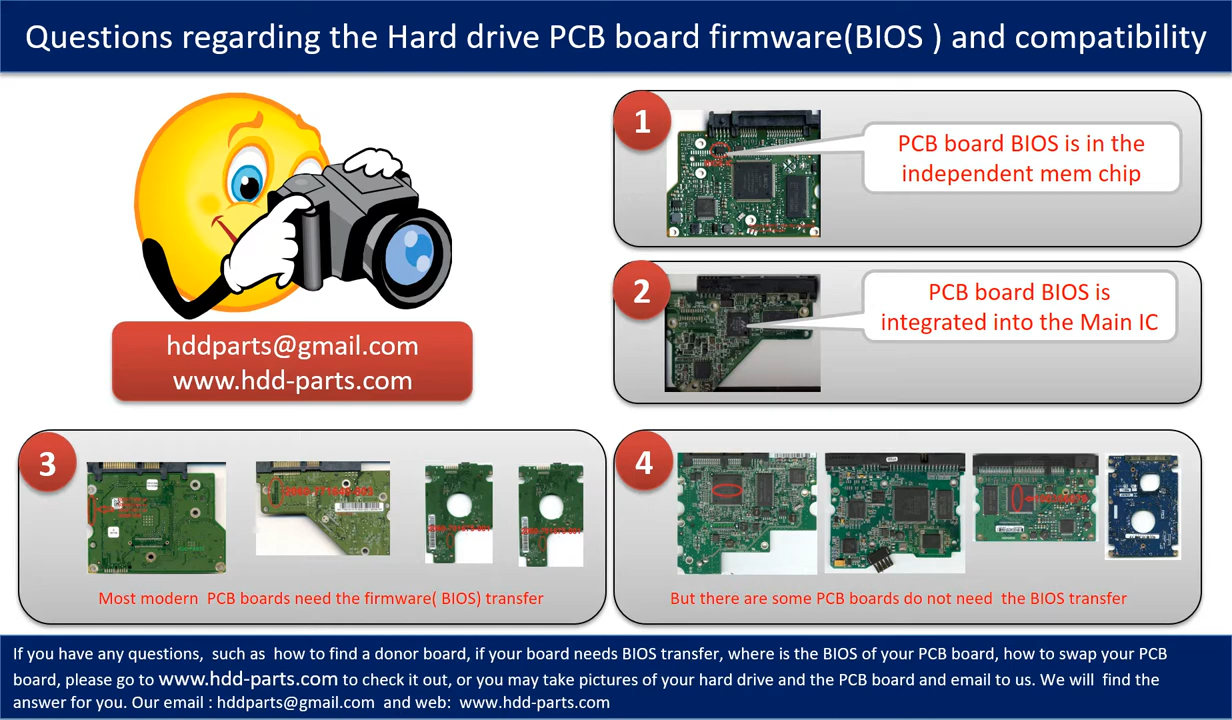 Questions regarding the Hard drive PCB board firmware(BIOS ) and compatibility
1
PCB board BIOS is in the
independent mem chip
2
PCB board BIOS is
integrated into the Main IC
hddparts@gmail.com
www.hdd-parts.com
3
Most modern PCB boards need the firmware( BIOS) transfer
4
But there are some PCB boards do not need the BIOS transfer
If you have any questions, such as how to find a donor board, if your board needs BIOS transfer, where is the BIOS of your PCB board, how to swap your PCB
board, please go to www.hdd-parts.com to check it out, or you may take pictures of your hard drive and the PCB board and email to us. We will find the
answer for you. Our email : hddparts@gmail.com and web: www.hdd-parts.com